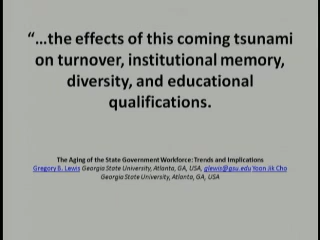 “...the effects of this coming tsunami
on turnover, institutional memory,
diversity, and educational
qualifications.
The Aging of the State Government Workforce: Trends and Implications
Gregory B. Lewis Georgia State University, Atlanta, GA, USA, glewis@gsu.edu Yoon Jik Cho
Georgia State University, Atlanta, GA, USA